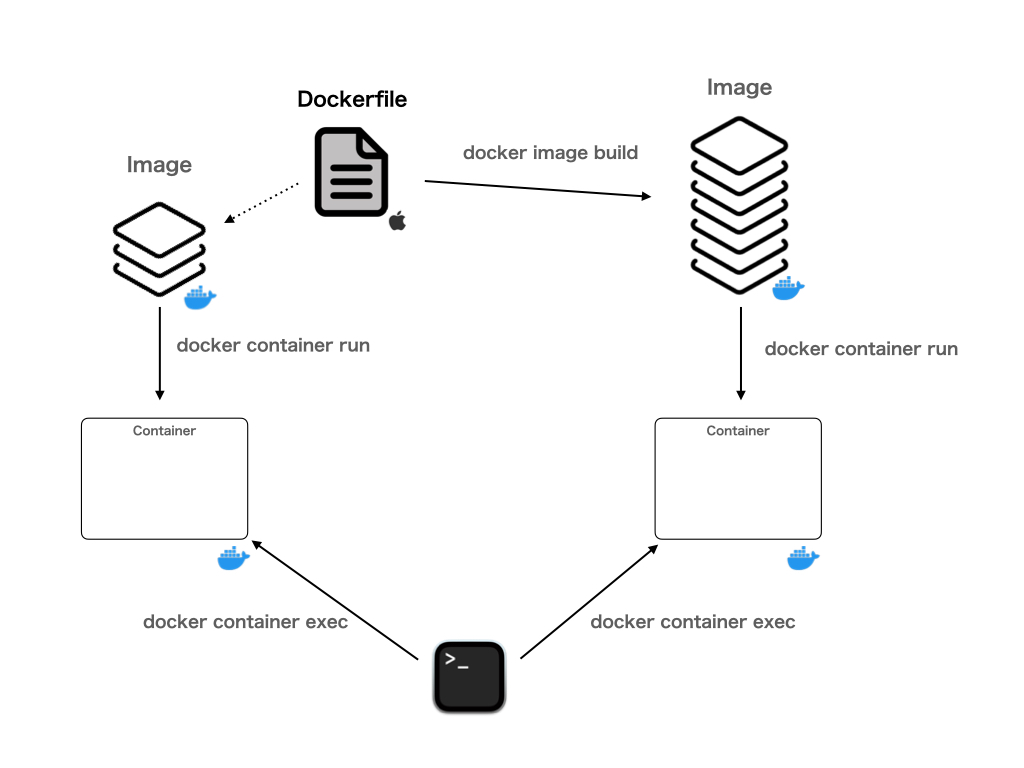 Image
Dockerfile
docker image build
Image
docker container run
docker container run
Container
Container
docker container exec
docker container exec
>_